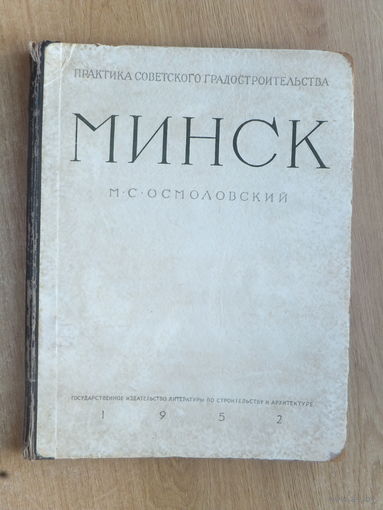 ПРАКТИКА СОВЕТСКОГО ГРАДОСТРОИТЕЛЬСТВА
МИНСК
М·С·ОСМОЛОВСКИЙ
ГОСУДАРСТВЕННОЕ ИЗДАТЕЛЬСТВО ЛИТЕРАТУРЫ ПО СТРОИТЕЛЬСТВУ И АРХИТЕКТУРЕ
1 9 5 2